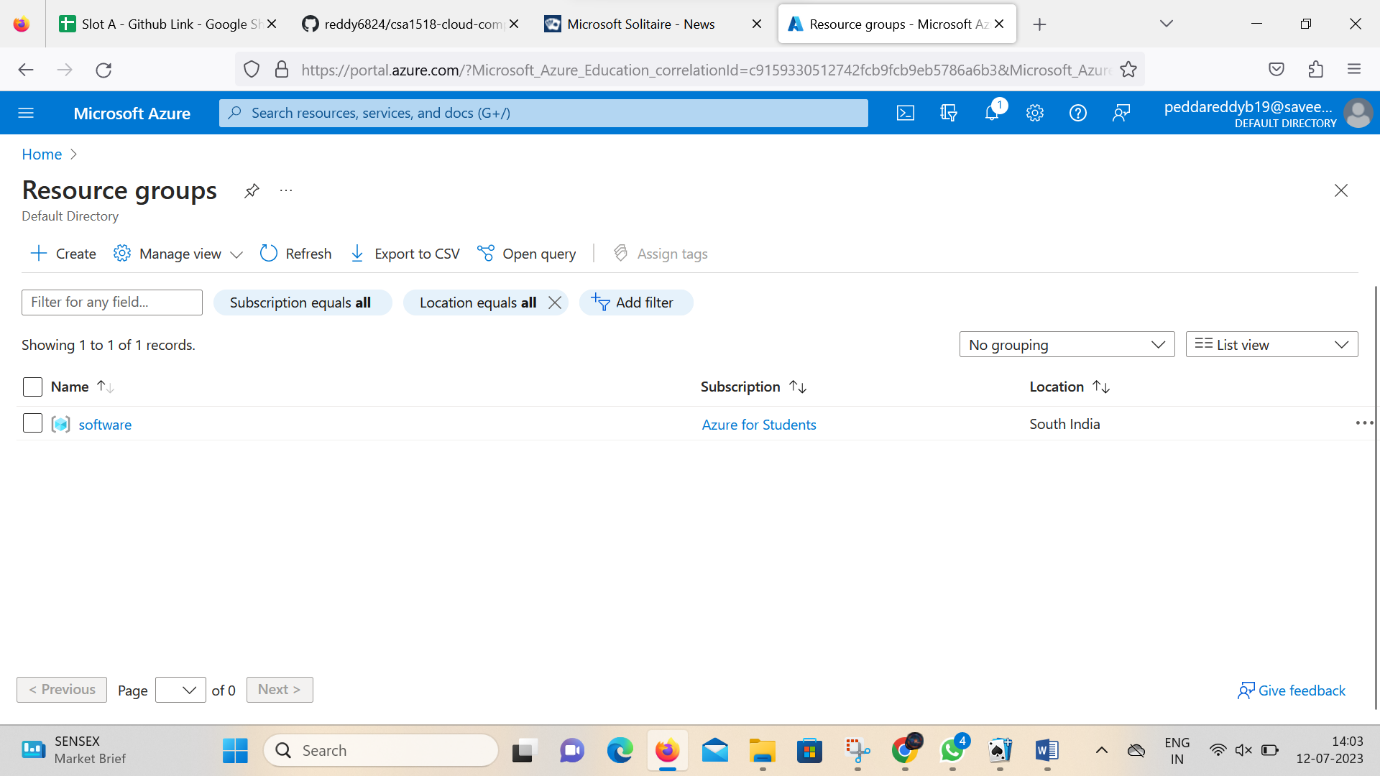 Slot A - Github Link - Google Sh
reddy6824/csa1518-cloud-comp
Microsoft Solitaire - News
Resource groups - Microsoft Az
https://portal.azure.com/?Microsoft_Azure_Education_correlationId=c9159330512742fcb9fcb9eb5786a6b3&Microsoft_Azure
Microsoft Azure
Search resources, services, and docs (G+/)
1
peddareddyb19@savee...
DEFAULT DIRECTORY
Home
Resource groups
...
Default Directory
Create
Manage view
Refresh
Export to CSV
Open query
Assign tags
Filter for any field...
Subscription equals all
Location equals all
Add filter
Showing 1 to 1 of 1 records.
No grouping
List view
Name
Subscription
Location
software
Azure for Students
South India
< Previous
Page
of 0
Next >
Give feedback
SENSEX
Market Brief
Search
4
ENG
IN
14:03
12-07-2023